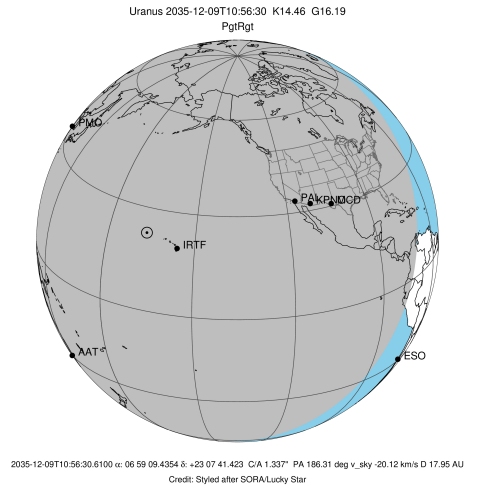 Uranus 2035-12-09T10:56:30 K14.46 G16.19
PgtRgt
PMO
PAL
KPNO
MCD
IRTF
AAT
ESO
2035-12-09T10:56:30.6100 α: 06 59 09.4354 δ: +23 07 41.423 C/A 1.337" PA 186.31 deg v_sky -20.12 km/s D 17.95 AU
Credit: Styled after SORA/Lucky Star